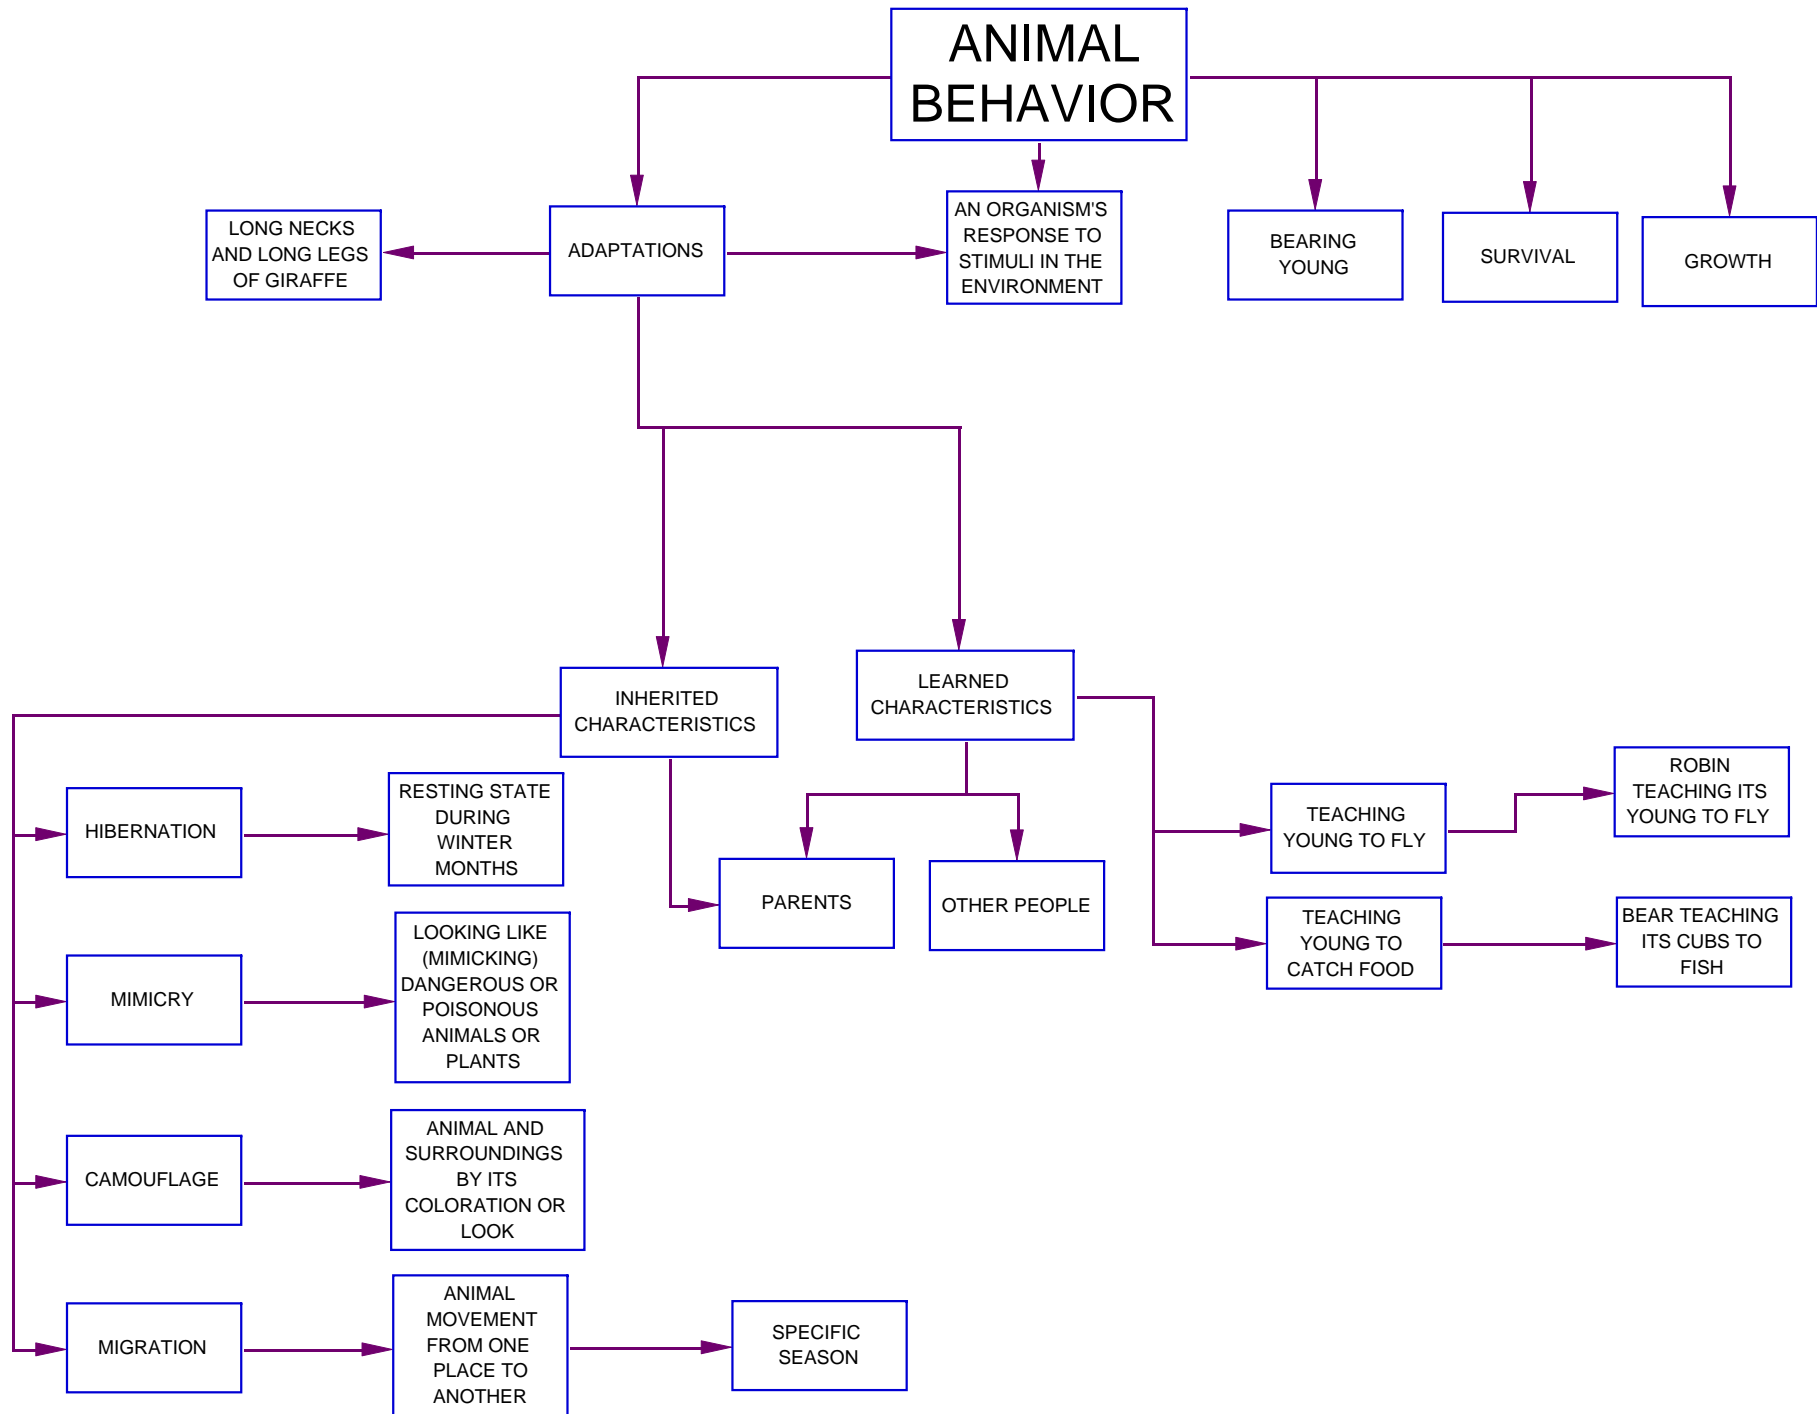 ANIMAL
BEHAVIOR
LONG NECKS
AND LONG LEGS
OF GIRAFFE
ADAPTATIONS
AN ORGANISM'S
RESPONSE TO
STIMULI IN THE
ENVIRONMENT
BEARING
YOUNG
SURVIVAL
GROWTH
INHERITED
CHARACTERISTICS
LEARNED
CHARACTERISTICS
HIBERNATION
RESTING STATE
DURING
WINTER
MONTHS
PARENTS
OTHER PEOPLE
TEACHING
YOUNG TO FLY
ROBIN
TEACHING ITS
YOUNG TO FLY
TEACHING
YOUNG TO
CATCH FOOD
BEAR TEACHING
ITS CUBS TO
FISH
MIMICRY
LOOKING LIKE
(MIMICKING)
DANGEROUS OR
POISONOUS
ANIMALS OR
PLANTS
CAMOUFLAGE
ANIMAL AND
SURROUNDINGS
BY ITS
COLORATION OR
LOOK
MIGRATION
ANIMAL
MOVEMENT
FROM ONE
PLACE TO
ANOTHER
SPECIFIC
SEASON